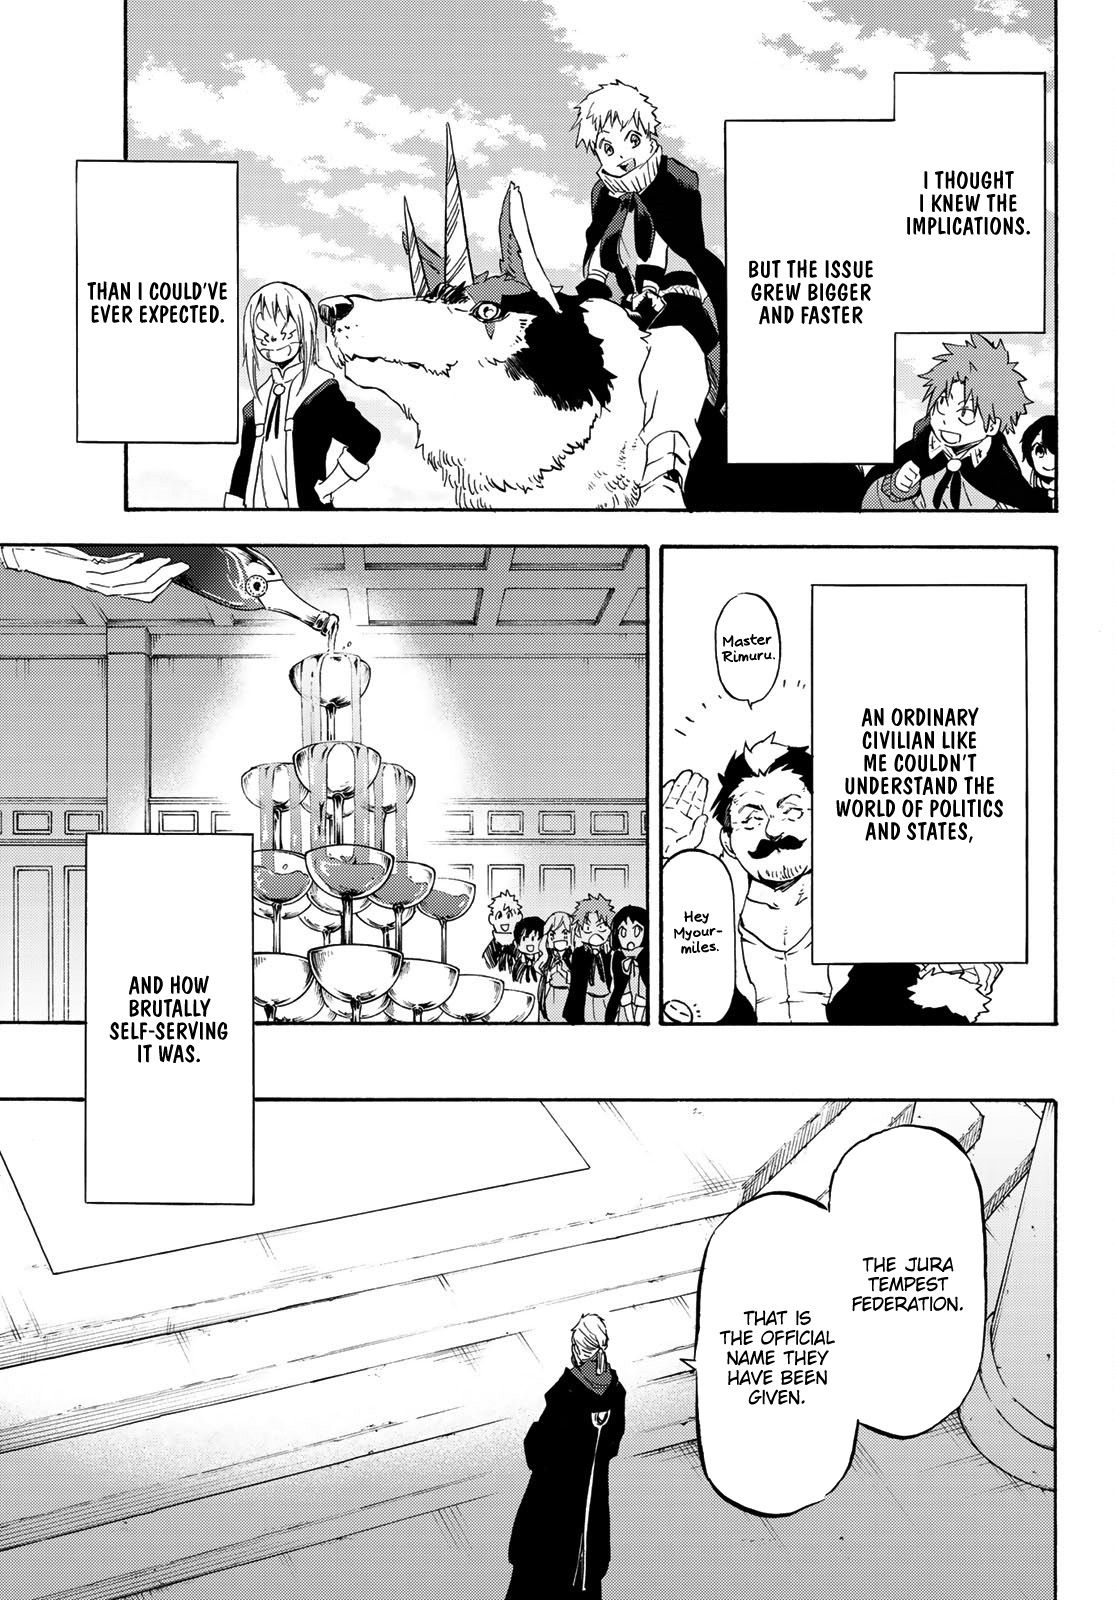 I THOUGHT
I KNEW THE
IMPLICATIONS.
BUT THE ISSUE
GREW BIGGER
AND FASTER
THAN I COULD'VE
EVER EXPECTED.
Master
Rimuru.
AN ORDINARY
CIVILIAN LIKE
ME COULDN'T
UNDERSTAND THE
WORLD OF POLITICS
AND STATES,
Hey
Myour-
miles.
AND HOW
BRUTALLY
SELF-SERVING
IT WAS.
THE JURA
TEMPEST
FEDERATION.
THAT IS
THE OFFICIAL
NAME THEY
HAVE BEEN
GIVEN.